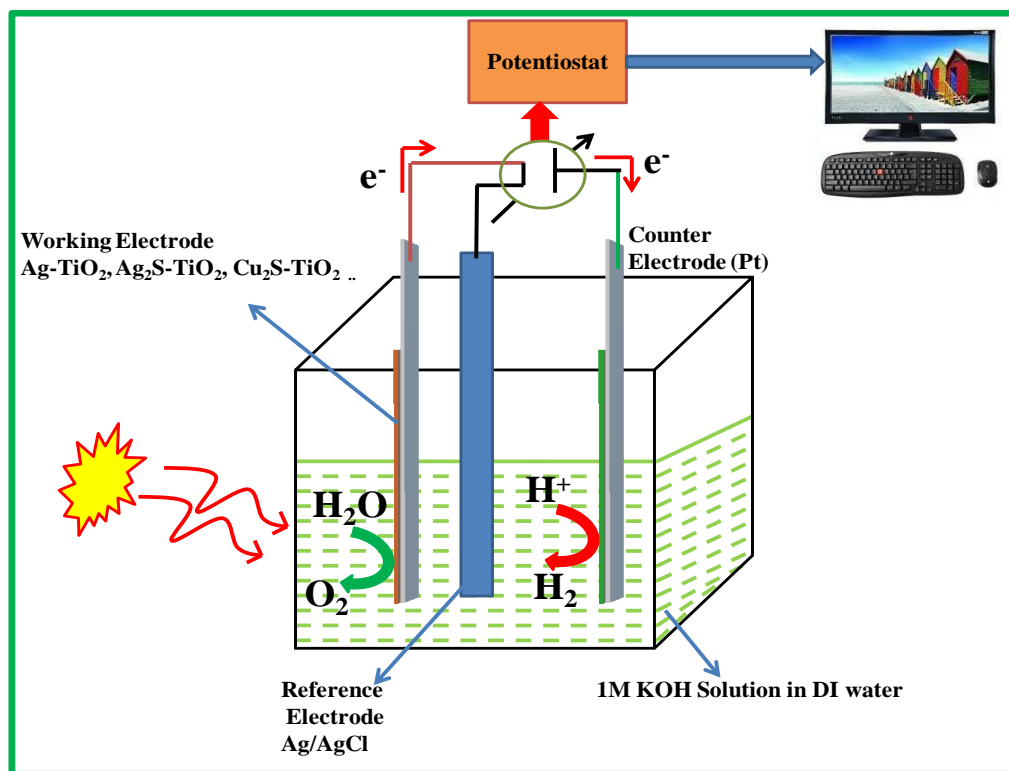 Potentiostat
e⁻
e⁻
Working Electrode
Ag-TiO₂, Ag₂S-TiO₂, Cu₂S-TiO₂ ..
Counter
Electrode (Pt)
H₂O
O₂
H⁺
H₂
Reference
Electrode
Ag/AgCl
1M KOH Solution in DI water